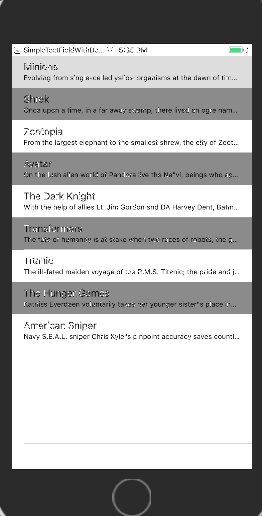 SimpleTextFieldWithDe... 5:35 PM
Minions
Evolving from single-celled yellow organisms at the dawn of tim...
Shrek
Once upon a time, in a far away swamp, there lived an ogre nam...
Zootopia
From the largest elephant to the smallest shrew, the city of Zoot...
Avatar
On the lush alien world of Pandora live the Na'vi, beings who ap...
The Dark Knight
With the help of allies Lt. Jim Gordon and DA Harvey Dent, Batm...
Transformers
The fate of humanity is at stake when two races of robots, the g...
Titanic
The ill-fated maiden voyage of the R.M.S. Titanic; the pride and j...
The Hunger Games
Katniss Everdeen voluntarily takes her younger sister's place in...
American Sniper
Navy S.E.A.L. sniper Chris Kyle's pinpoint accuracy saves countl...